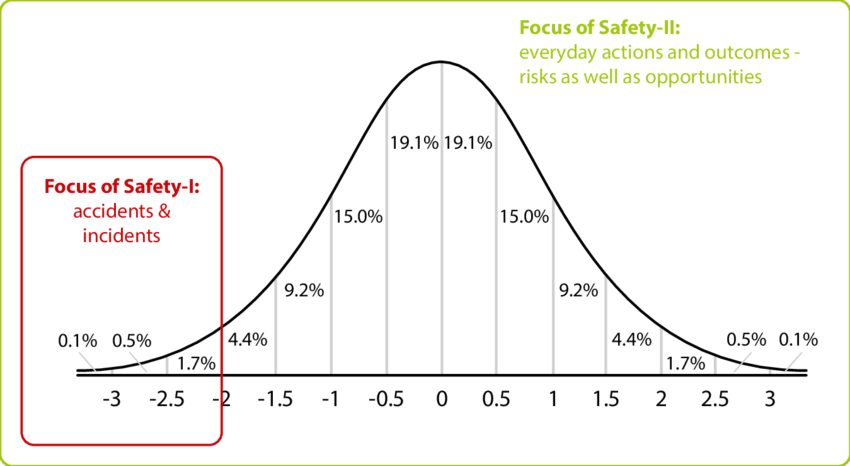 Focus of Safety-II:
everyday actions and outcomes -
risks as well as opportunities
Focus of Safety-I:
accidents &
incidents
19.1% 19.1%
15.0% 15.0%
9.2% 9.2%
0.1% 0.5% 4.4% 4.4% 0.5% 0.1%
1.7% 1.7%
-3 -2.5 -2 -1.5 -1 -0.5 0 0.5 1 1.5 2 2.5 3